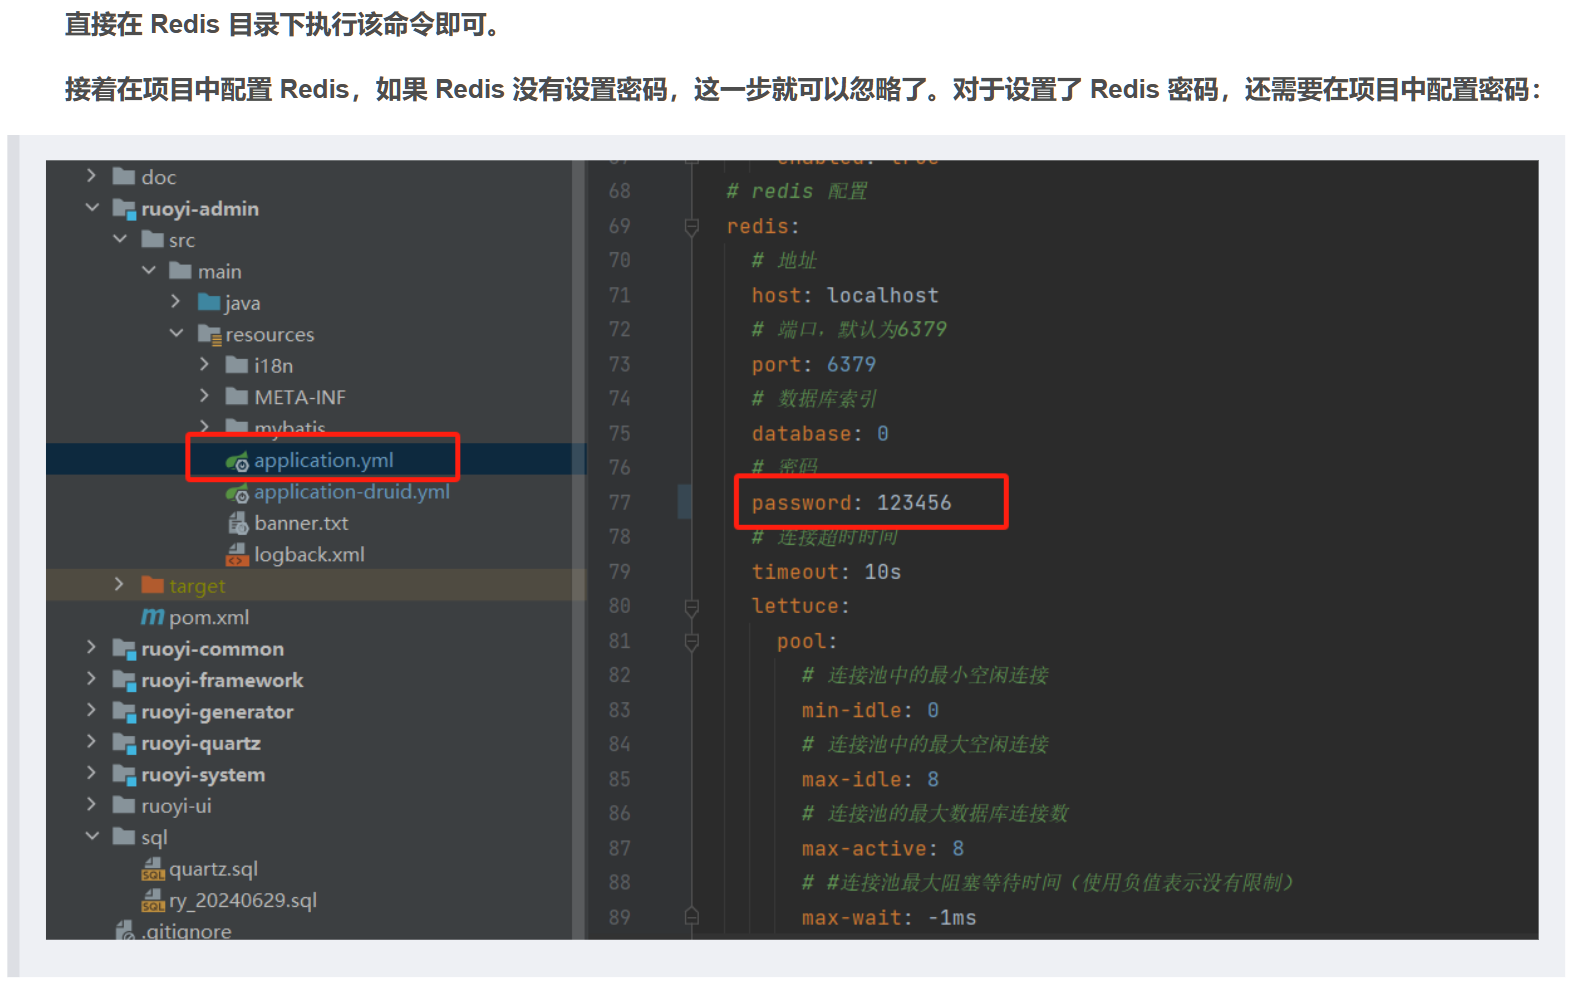 直接在 Redis 目录下执行该命令即可。
接着在项目中配置 Redis，如果 Redis 没有设置密码，这一步就可以忽略了。对于设置了 Redis 密码，还需要在项目中配置密码：
doc
ruoyi-admin
src
main
java
resources
i18n
META-INF
mybatis
application.yml
application-druid.yml
banner.txt
logback.xml
target
pom.xml
ruoyi-common
ruoyi-framework
ruoyi-generator
ruoyi-quartz
ruoyi-system
ruoyi-ui
sql
quartz.sql
ry_20240629.sql
.gitignore
67 enabled: true
68 # redis 配置
69 redis:
70 # 地址
71 host: localhost
72 # 端口，默认为6379
73 port: 6379
74 # 数据库索引
75 database: 0
76 # 密码
77 password: 123456
78 # 连接超时时间
79 timeout: 10s
80 lettuce:
81 pool:
82 # 连接池中的最小空闲连接
83 min-idle: 0
84 # 连接池中的最大空闲连接
85 max-idle: 8
86 # 连接池的最大数据库连接数
87 max-active: 8
88 # #连接池最大阻塞等待时间（使用负值表示没有限制）
89 max-wait: -1ms